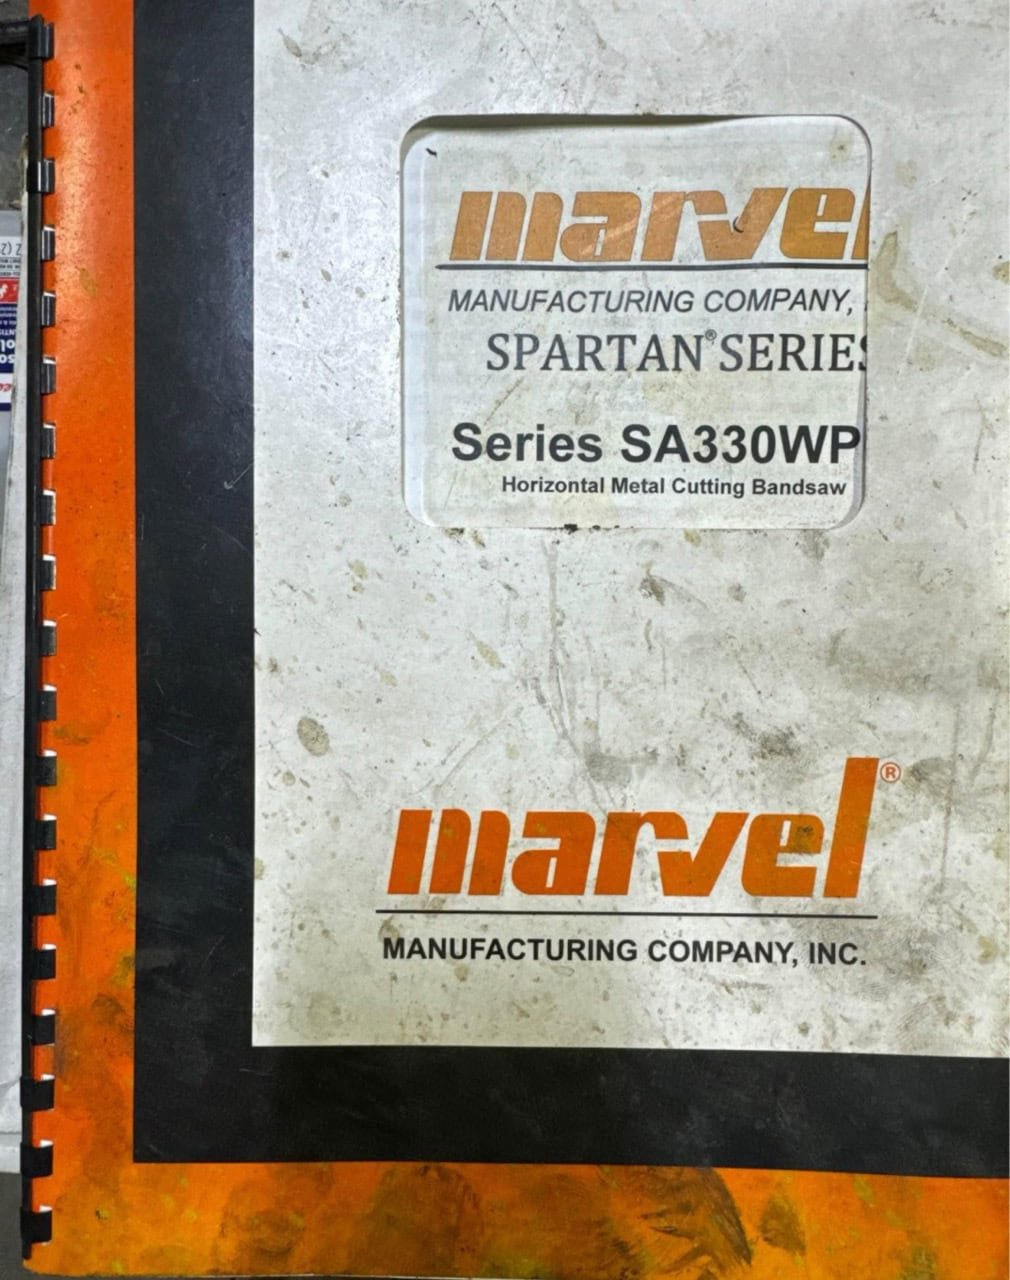 marvel
MANUFACTURING COMPANY,
SPARTAN® SERIES
Series SA330WP
Horizontal Metal Cutting Bandsaw
marvel®
MANUFACTURING COMPANY, INC.